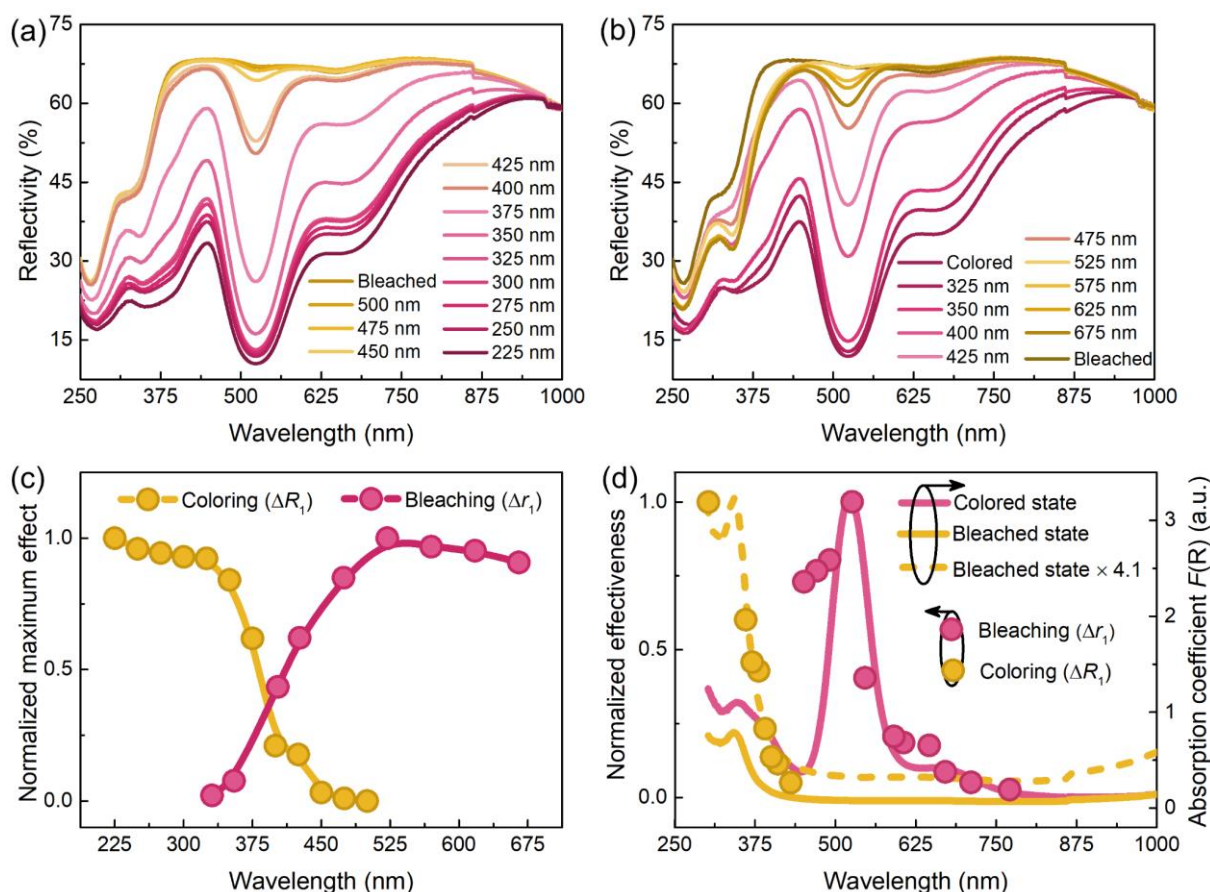 (a)
75
60
45
30
15
Reflectivity (%)
425 nm
400 nm
375 nm
350 nm
325 nm
300 nm
275 nm
250 nm
225 nm
Bleached
500 nm
475 nm
450 nm
250 375 500 625 750 875 1000
Wavelength (nm)
(b)
75
60
45
30
15
Reflectivity (%)
Colored
325 nm
350 nm
400 nm
425 nm
475 nm
525 nm
575 nm
625 nm
675 nm
Bleached
250 375 500 625 750 875 1000
Wavelength (nm)
(c)
Coloring (ΔR₁)
Bleaching (Δr₁)
1.0
0.5
0.0
Normalized maximum effect
225 300 375 450 525 600 675
Wavelength (nm)
(d)
1.0
0.5
0.0
Normalized effectiveness
Colored state
Bleached state
Bleached state × 4.1
Bleaching (Δr₁)
Coloring (ΔR₁)
3
2
1
0
Absorption coefficient F(R) (a.u.)
250 375 500 625 750 875 1000
Wavelength (nm)